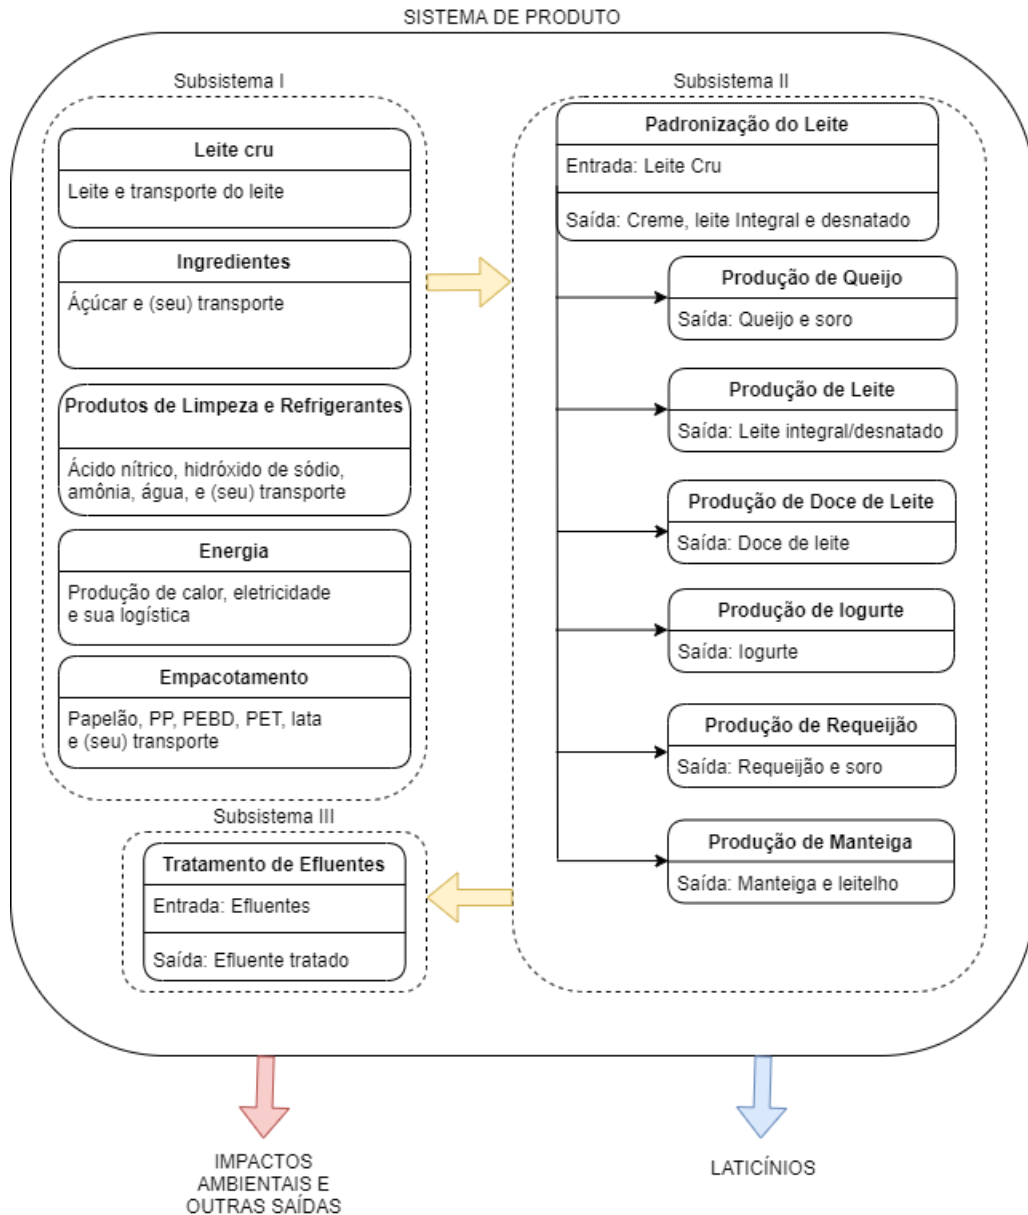 SISTEMA DE PRODUTO
Subsistema I
Leite cru
Leite e transporte do leite
Ingredientes
Áçúcar e (seu) transporte
Produtos de Limpeza e Refrigerantes
Ácido nítrico, hidróxido de sódio,
amônia, água, e (seu) transporte
Energia
Produção de calor, eletricidade
e sua logística
Empacotamento
Papelão, PP, PEBD, PET, lata
e (seu) transporte
Subsistema II
Padronização do Leite
Entrada: Leite Cru
Saída: Creme, leite Integral e desnatado
Produção de Queijo
Saída: Queijo e soro
Produção de Leite
Saída: Leite integral/desnatado
Produção de Doce de Leite
Saída: Doce de leite
Produção de Iogurte
Saída: Iogurte
Produção de Requeijão
Saída: Requeijão e soro
Produção de Manteiga
Saída: Manteiga e leitelho
Subsistema III
Tratamento de Efluentes
Entrada: Efluentes
Saída: Efluente tratado
IMPACTOS
AMBIENTAIS E
OUTRAS SAÍDAS
LATICÍNIOS